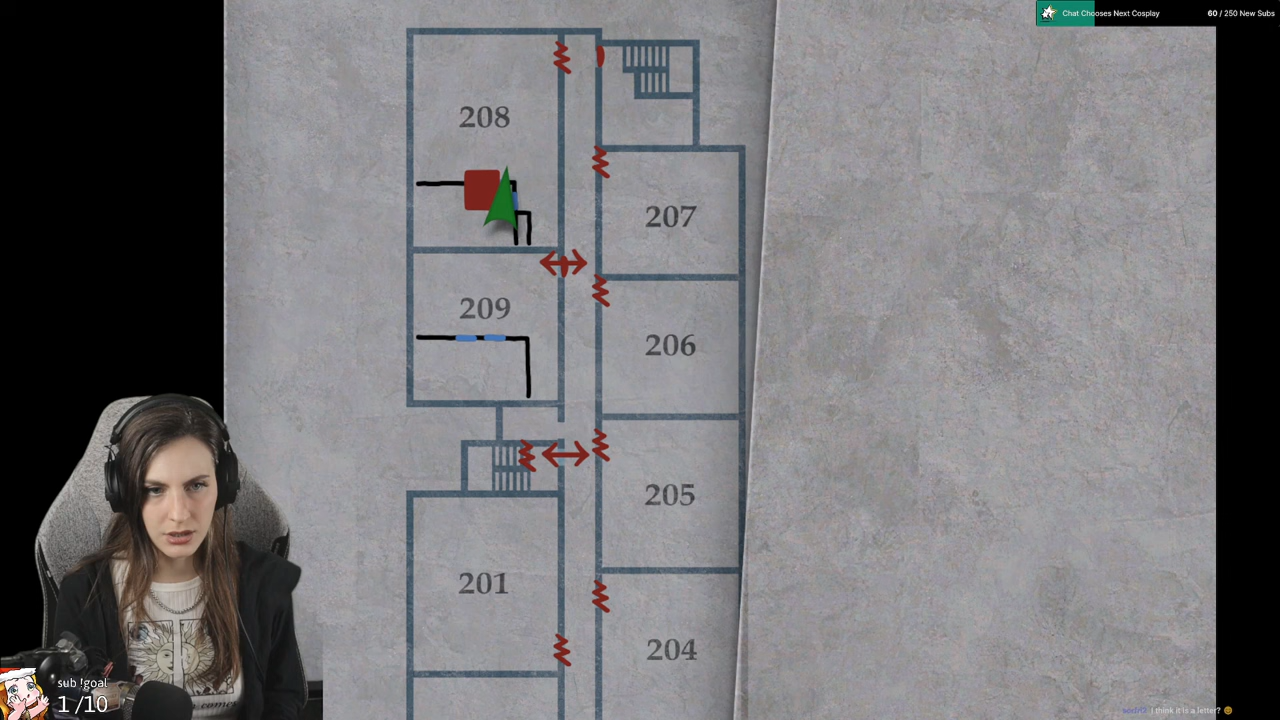 Chat Chooses Next Cosplay 60 / 250 New Subs
208
207
209
206
205
201
204
sub !goal
1 /10
I think it is a letter?